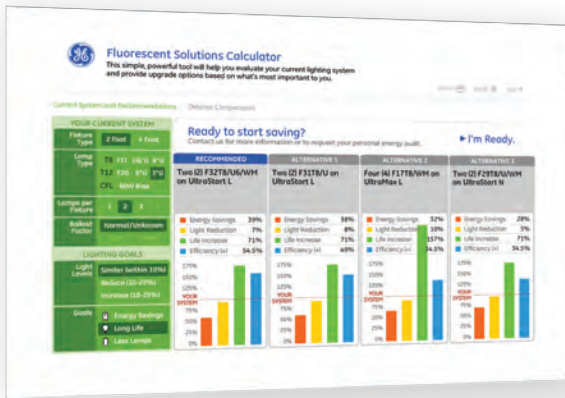 Fluorescent Solutions Calculator
This simple, powerful tool will help you evaluate your current lighting system
and provide upgrade options based on what's most important to you.
Current System and Recommendations Detailed Comparisons
YOUR CURRENT SYSTEM
Fixture Type 2 Foot 4 Foot
Lamp Type T8
T12
CFL Biax
Lamps per Fixture 1 2 3
Ballast Factor Normal/Unknown
LIGHTING GOALS
Light Levels Similar (within 10%)
Reduce (10-25%)
Increase (10-25%)
Goals Energy Savings
Long Life
Less Lamps
Ready to start saving?
Contact us for more information or to request your personal energy audit.
I'm Ready.
RECOMMENDED
Two (2) F32T8/U6/WM
on UltraStart L
Energy Savings 39%
Light Reduction 7%
Life Increase 71%
Efficiency (+) 54.5%
175%
150%
125%
YOUR SYSTEM
75%
50%
25%
0%
ALTERNATIVE 1
Two (2) F31T8/U on
UltraStart L
Energy Savings 38%
Light Reduction 8%
Life Increase 71%
Efficiency (+) 49%
175%
150%
125%
YOUR SYSTEM
75%
50%
25%
0%
ALTERNATIVE 2
Four (4) F17T8/WM on
UltraMax L
Energy Savings 32%
Light Reduction 10%
Life Increase 157%
Efficiency (+) 34.5%
175%
150%
125%
YOUR SYSTEM
75%
50%
25%
0%
ALTERNATIVE 3
Two (2) F29T8/U/WM
on UltraStart N
Energy Savings 28%
Light Reduction 5%
Life Increase 71%
Efficiency (+) 34.5%
175%
150%
125%
YOUR SYSTEM
75%
50%
25%
0%